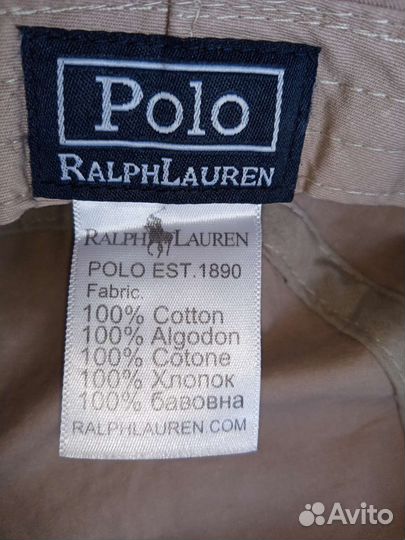 Polo
RALPHLAUREN
RALPH LAUREN
POLO EST.1890
Fabric.
100% Cotton
100% Algodon
100% Cotone
100% Хлопок
100% бавовна
RALPHLAUREN.COM
Avito